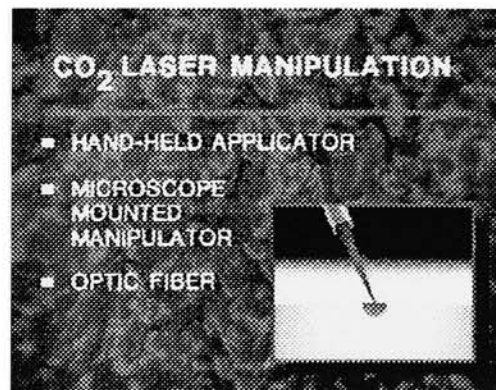 CO₂ LASER MANIPULATION
HAND-HELD APPLICATOR
MICROSCOPE
MOUNTED
MANIPULATOR
OPTIC FIBER